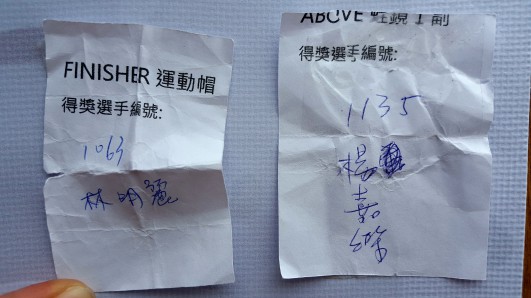 FINISHER 運動帽
得獎選手編號:
1063
林明麗
ABOVE 眼鏡 1 副
得獎選手編號:
1135
楊
嘉